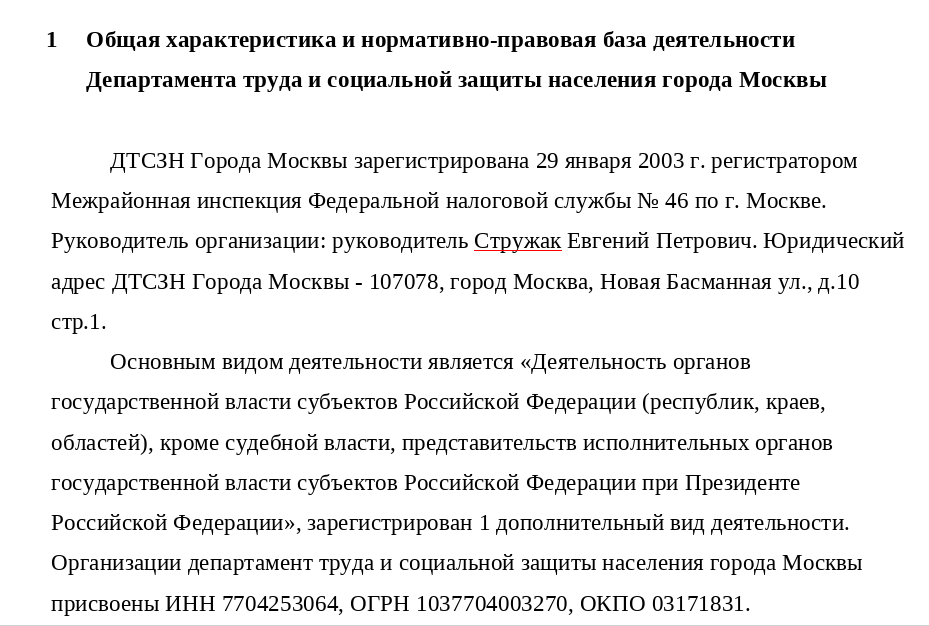 1 Общая характеристика и нормативно-правовая база деятельности
Департамента труда и социальной защиты населения города Москвы
ДТСЗН Города Москвы зарегистрирована 29 января 2003 г. регистратором
Межрайонная инспекция Федеральной налоговой службы № 46 по г. Москве.
Руководитель организации: руководитель Стружак Евгений Петрович. Юридический
адрес ДТСЗН Города Москвы - 107078, город Москва, Новая Басманная ул., д.10
стр.1.
Основным видом деятельности является «Деятельность органов
государственной власти субъектов Российской Федерации (республик, краев,
областей), кроме судебной власти, представительств исполнительных органов
государственной власти субъектов Российской Федерации при Президенте
Российской Федерации», зарегистрирован 1 дополнительный вид деятельности.
Организации департамент труда и социальной защиты населения города Москвы
присвоены ИНН 7704253064, ОГРН 1037704003270, ОКПО 03171831.